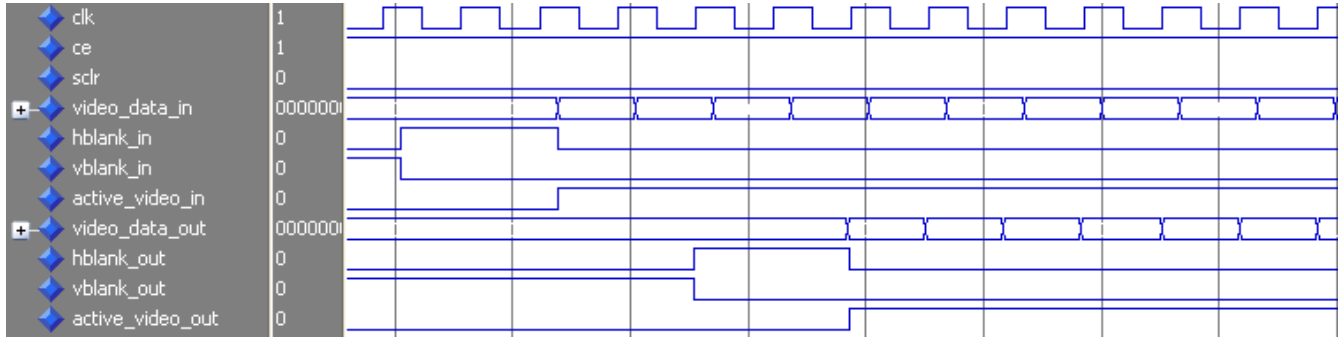 clk 1
ce 1
sclr 0
video_data_in 0000000
hblank_in 0
vblank_in 0
active_video_in 0
video_data_out 0000000
hblank_out 0
vblank_out 0
active_video_out 0